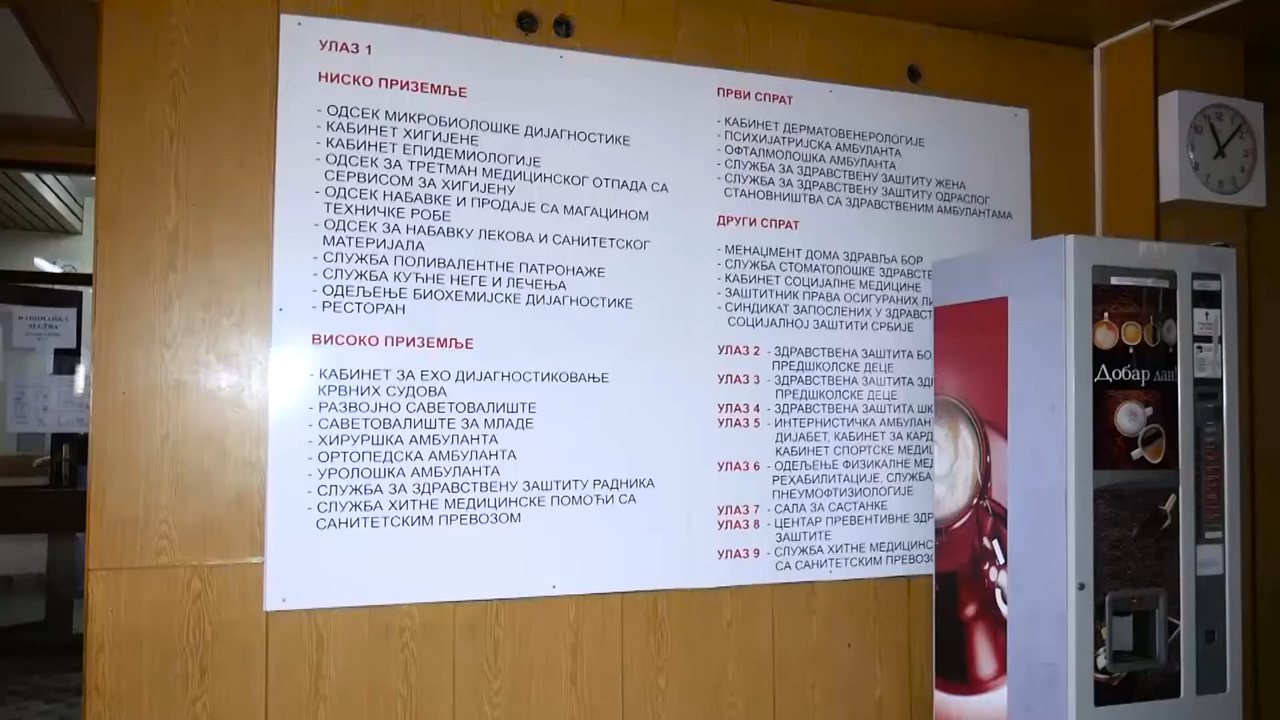 УЛАЗ 1
НИСКО ПРИЗЕМЉЕ
- ОДСЕК МИКРОБИОЛОШКЕ ДИЈАГНОСТИКЕ
- КАБИНЕТ ХИГИЈЕНЕ
- КАБИНЕТ ЕПИДЕМИОЛОГИЈЕ
- ОДСЕК ЗА ТРЕТМАН МЕДИЦИНСКОГ ОТПАДА СА
СЕРВИСОМ ЗА ХИГИЈЕНУ
- ОДСЕК НАБАВКЕ И ПРОДАЈЕ СА МАГАЦИНОМ
ТЕХНИЧКЕ РОБЕ
- ОДСЕК ЗА НАБАВКУ ЛЕКОВА И САНИТЕТСКОГ
МАТЕРИЈАЛА
- СЛУЖБА ПОЛИВАЛЕНТНЕ ПАТРОНАЖЕ
- СЛУЖБА КУЋНЕ НЕГЕ И ЛЕЧЕЊА
- ОДЕЉЕЊЕ БИОХЕМИЈСКЕ ДИЈАГНОСТИКЕ
- РЕСТОРАН
ВИСОКО ПРИЗЕМЉЕ
- КАБИНЕТ ЗА ЕХО ДИЈАГНОСТИКОВАЊЕ
КРВНИХ СУДОВА
- РАЗВОЈНО САВЕТОВАЛИШТЕ
- САВЕТОВАЛИШТЕ ЗА МЛАДЕ
- ХИРУРШКА АМБУЛАНТА
- ОРТОПЕДСКА АМБУЛАНТА
- УРОЛОШКА АМБУЛАНТА
- СЛУЖБА ЗА ЗДРАВСТВЕНУ ЗАШТИТУ РАДНИКА
- СЛУЖБА ХИТНЕ МЕДИЦИНСКЕ ПОМОЋИ СА
САНИТЕТСКИМ ПРЕВОЗОМ
ПРВИ СПРАТ
- КАБИНЕТ ДЕРМАТОВЕНЕРОЛОГИЈЕ
- ПСИХИЈАТРИЈСКА АМБУЛАНТА
- ОФТАЛМОЛОШКА АМБУЛАНТА
- СЛУЖБА ЗА ЗДРАВСТВЕНУ ЗАШТИТУ ЖЕНА
- СЛУЖБА ЗА ЗДРАВСТВЕНУ ЗАШТИТУ ОДРАСЛОГ
СТАНОВНИШТВА СА ЗДРАВСТВЕНИМ АМБУЛАНТАМА
ДРУГИ СПРАТ
- МЕНАЏМЕНТ ДОМА ЗДРАВЉА БОР
- СЛУЖБА СТОМАТОЛОШКЕ ЗДРАВСТВЕ
- КАБИНЕТ СОЦИЈАЛНЕ МЕДИЦИНЕ
- ЗАШТИТНИК ПРАВА ОСИГУРАНИХ ЛИ
- СИНДИКАТ ЗАПОСЛЕНИХ У ЗДРАВСТ
СОЦИЈАЛНОЈ ЗАШТИТИ СРБИЈЕ
УЛАЗ 2 - ЗДРАВСТВЕНА ЗАШТИТА БО
ПРЕДШКОЛСКЕ ДЕЦЕ
УЛАЗ 3 - ЗДРАВСТВЕНА ЗАШТИТА ЗД
ПРЕДШКОЛСКЕ ДЕЦЕ
УЛАЗ 4 - ЗДРАВСТВЕНА ЗАШТИТА ШК
УЛАЗ 5 - ИНТЕРНИСТИЧКА АМБУЛАН
ДИЈАБЕТ, КАБИНЕТ ЗА КАРД
КАБИНЕТ СПОРТСКЕ МЕДИЦ
УЛАЗ 6 - ОДЕЉЕЊЕ ФИЗИКАЛНЕ МЕД
РЕХАБИЛИТАЦИЈЕ, СЛУЖБА
ПНЕУМОФТИЗИОЛОГИЈЕ
УЛАЗ 7 - САЛА ЗА САСТАНКЕ
УЛАЗ 8 - ЦЕНТАР ПРЕВЕНТИВНЕ ЗДР
ЗАШТИТЕ
УЛАЗ 9 - СЛУЖБА ХИТНЕ МЕДИЦИНС
СА САНИТЕТСКИМ ПРЕВОЗО
Добар дан!